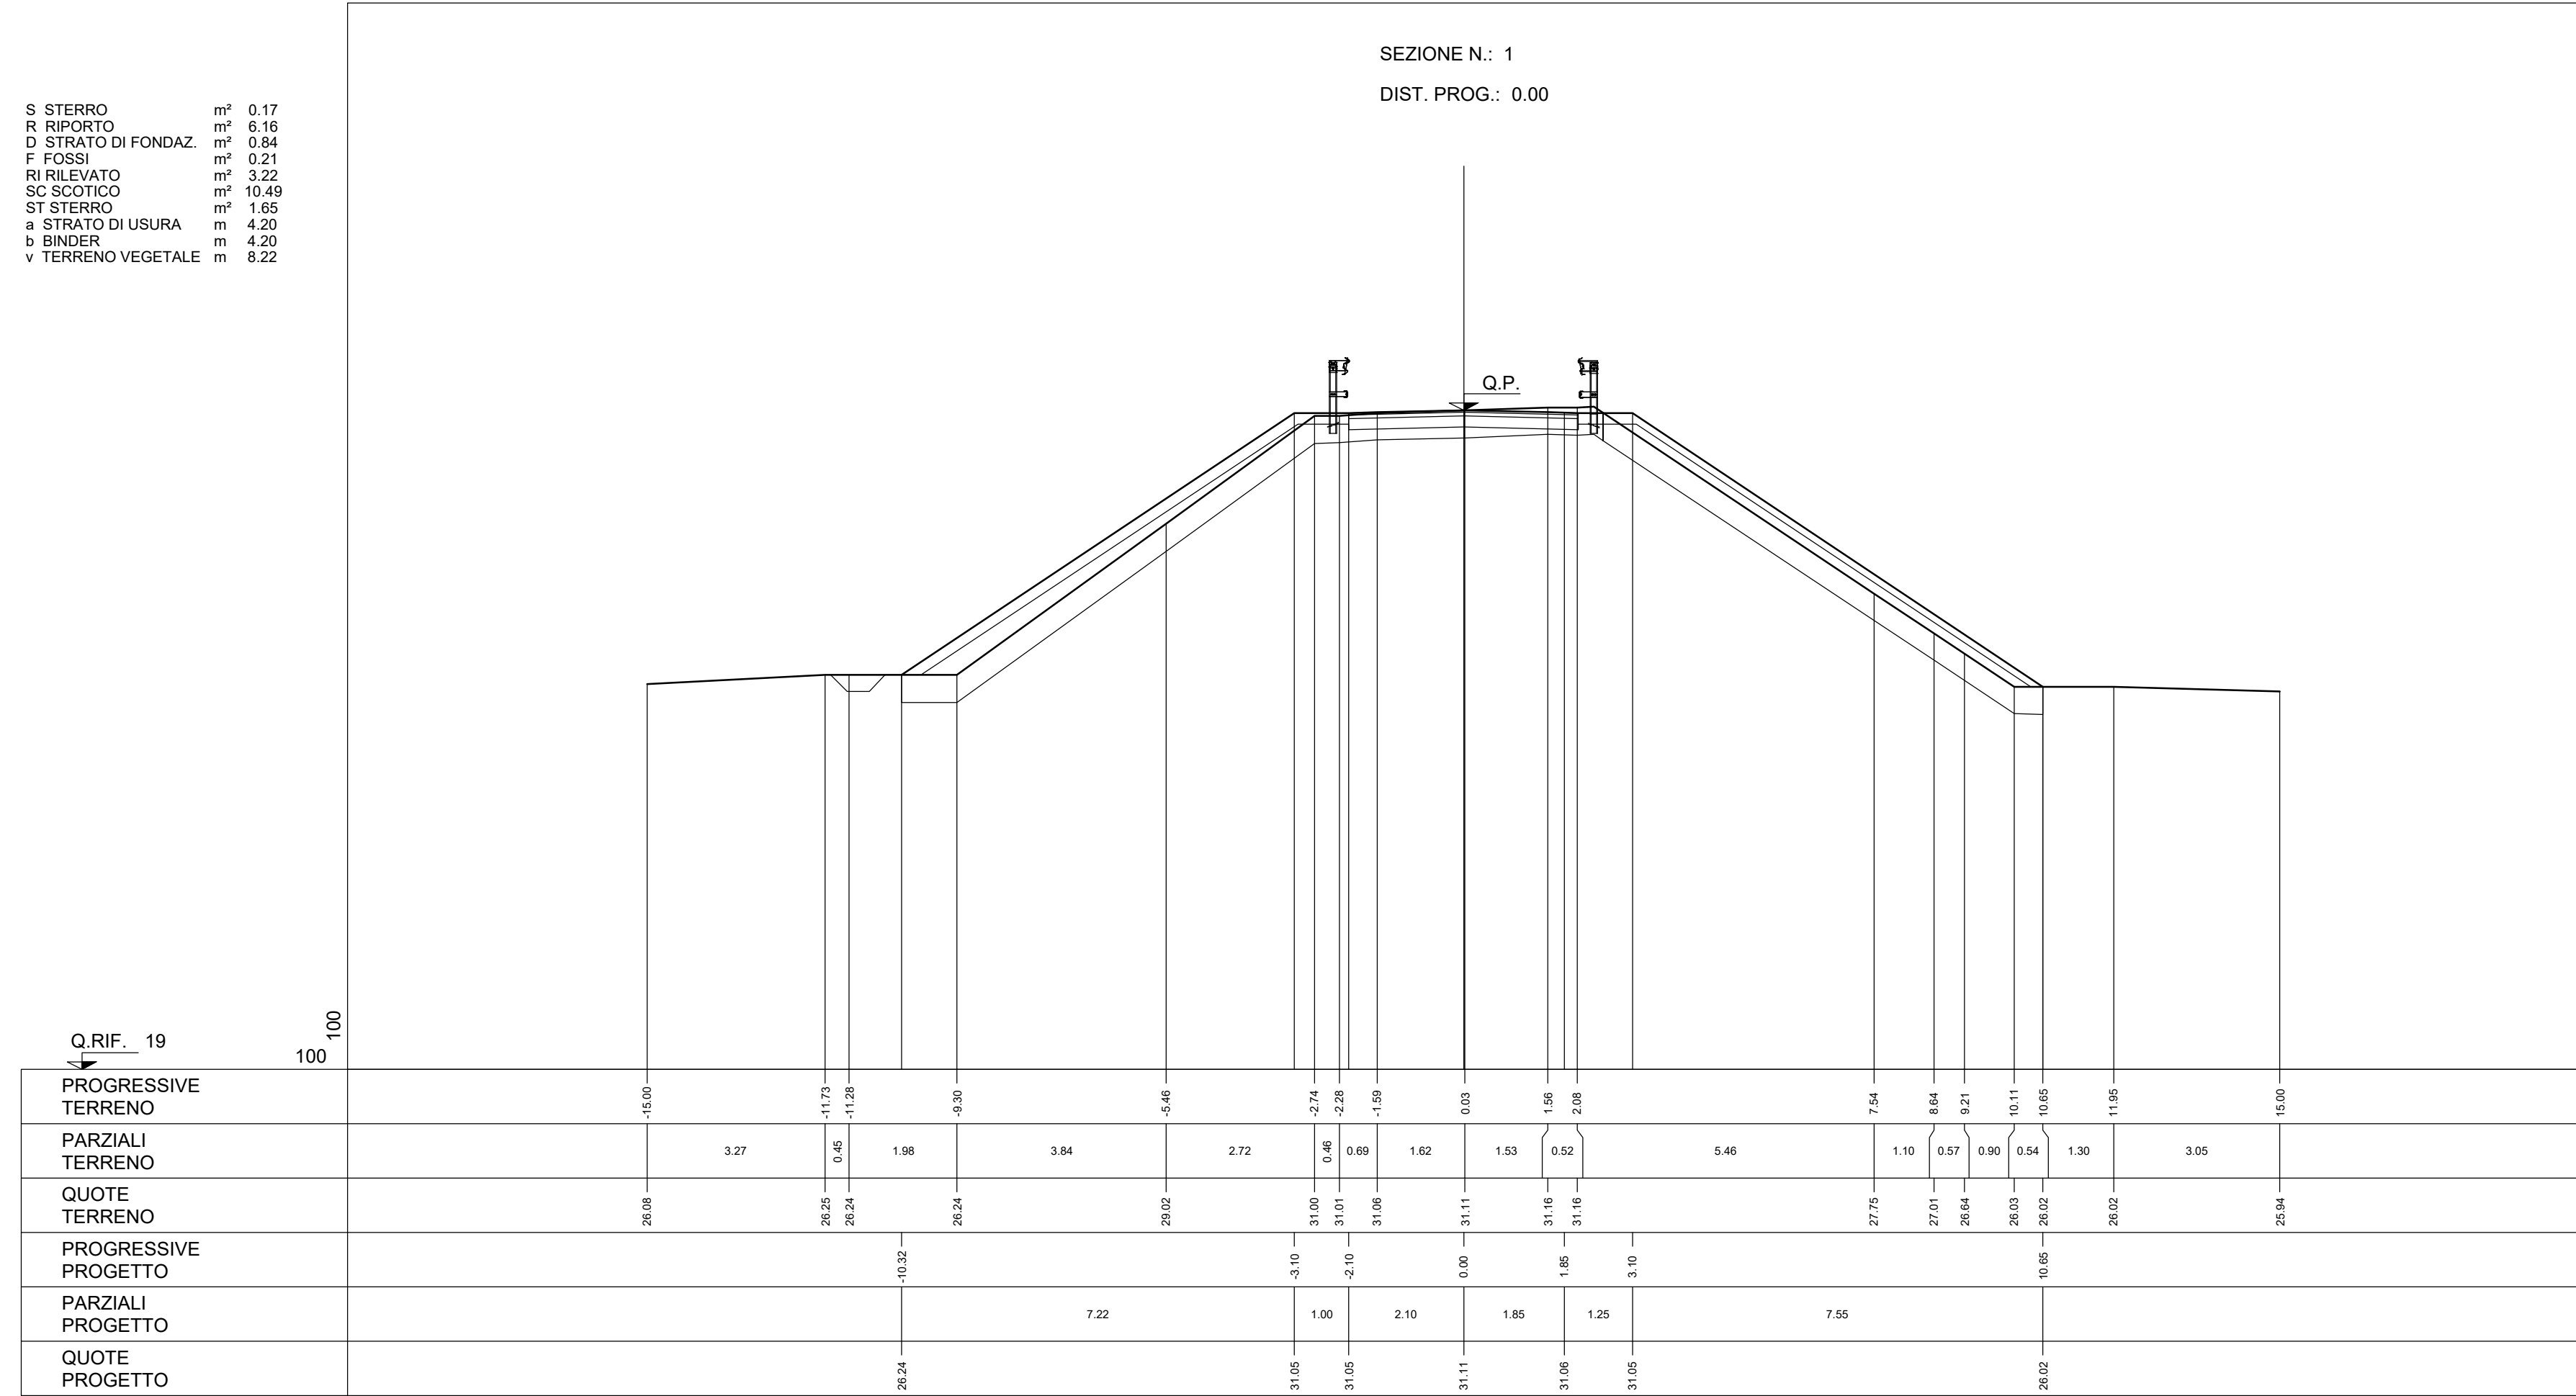 SEZIONE N.: 1
DIST. PROG.: 0.00
S STERRO m² 0.17
R RIPORTO m² 6.16
D STRATO DI FONDAZ. m² 0.84
F FOSSI m² 0.21
RI RILEVATO m² 3.22
SC SCOTICO m² 10.49
ST STERRO m² 1.65
a STRATO DI USURA m 4.20
b BINDER m 4.20
v TERRENO VEGETALE m 8.22
Q.P.
Q.RIF. 19
100
100
PROGRESSIVE
TERRENO
-15.00 -11.73 -11.28 -9.30 -5.46 -2.74 -2.28 -1.59 0.03 1.56 2.08 7.54 8.64 9.21 10.11 10.65 11.95 15.00
PARZIALI
TERRENO
3.27 0.45 1.98 3.84 2.72 0.46 0.69 1.62 1.53 0.52 5.46 1.10 0.57 0.90 0.54 1.30 3.05
QUOTE
TERRENO
26.08 26.25 26.24 26.24 29.02 31.00 31.01 31.06 31.11 31.16 31.16 27.75 27.01 26.64 26.03 26.02 26.02 25.94
PROGRESSIVE
PROGETTO
-10.32 -3.10 -2.10 0.00 1.85 3.10 10.65
PARZIALI
PROGETTO
7.22 1.00 2.10 1.85 1.25 7.55
QUOTE
PROGETTO
26.24 31.05 31.05 31.11 31.06 31.05 26.02